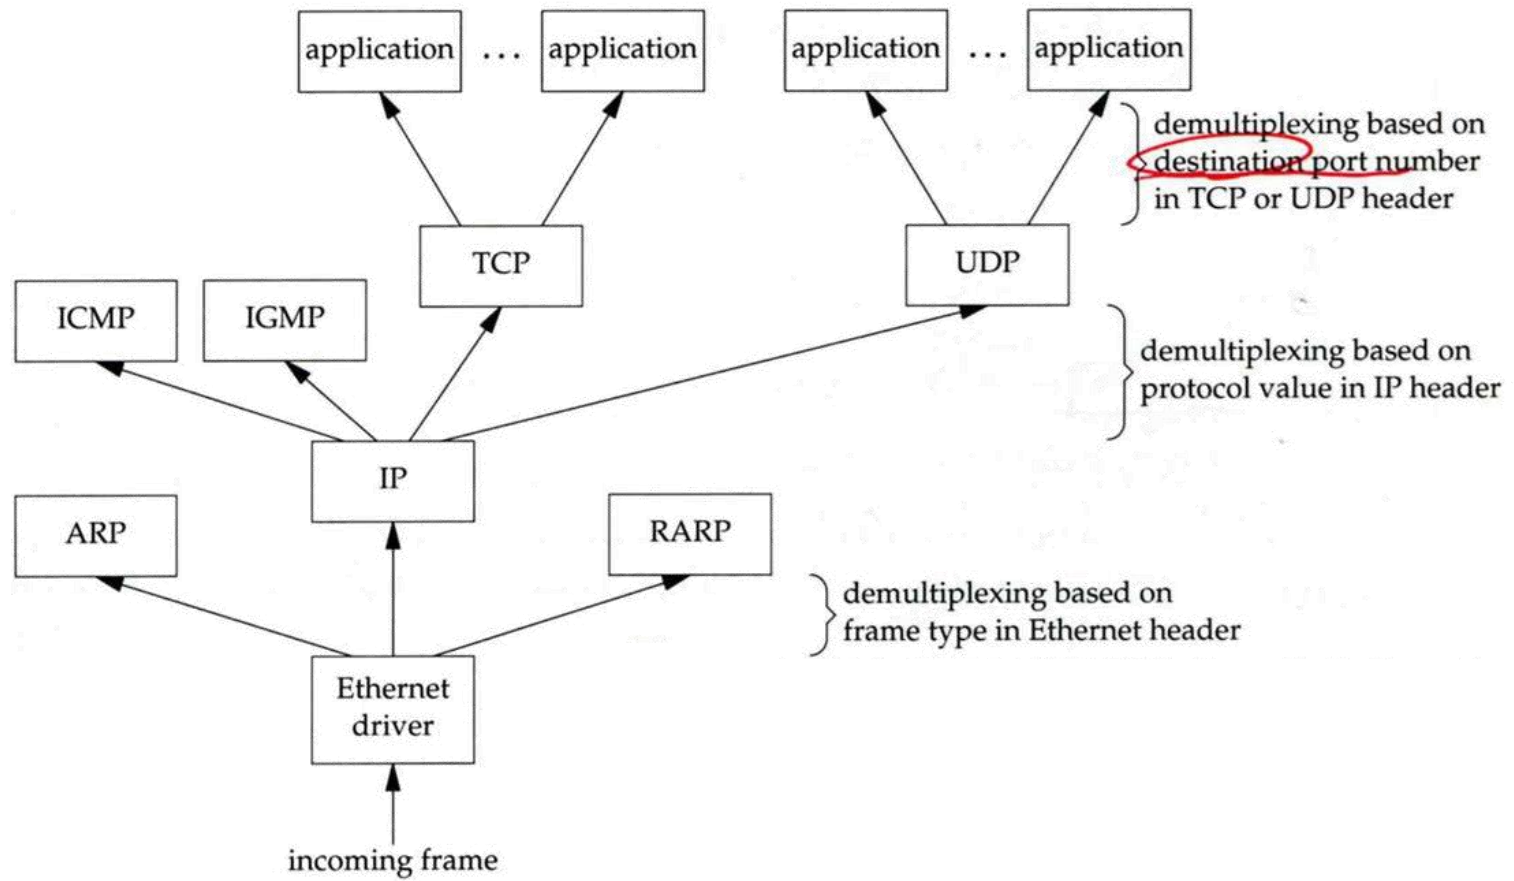 application ... application application ... application
demultiplexing based on
destination port number
in TCP or UDP header
TCP UDP
ICMP IGMP
demultiplexing based on
protocol value in IP header
IP
ARP RARP
demultiplexing based on
frame type in Ethernet header
Ethernet
driver
incoming frame